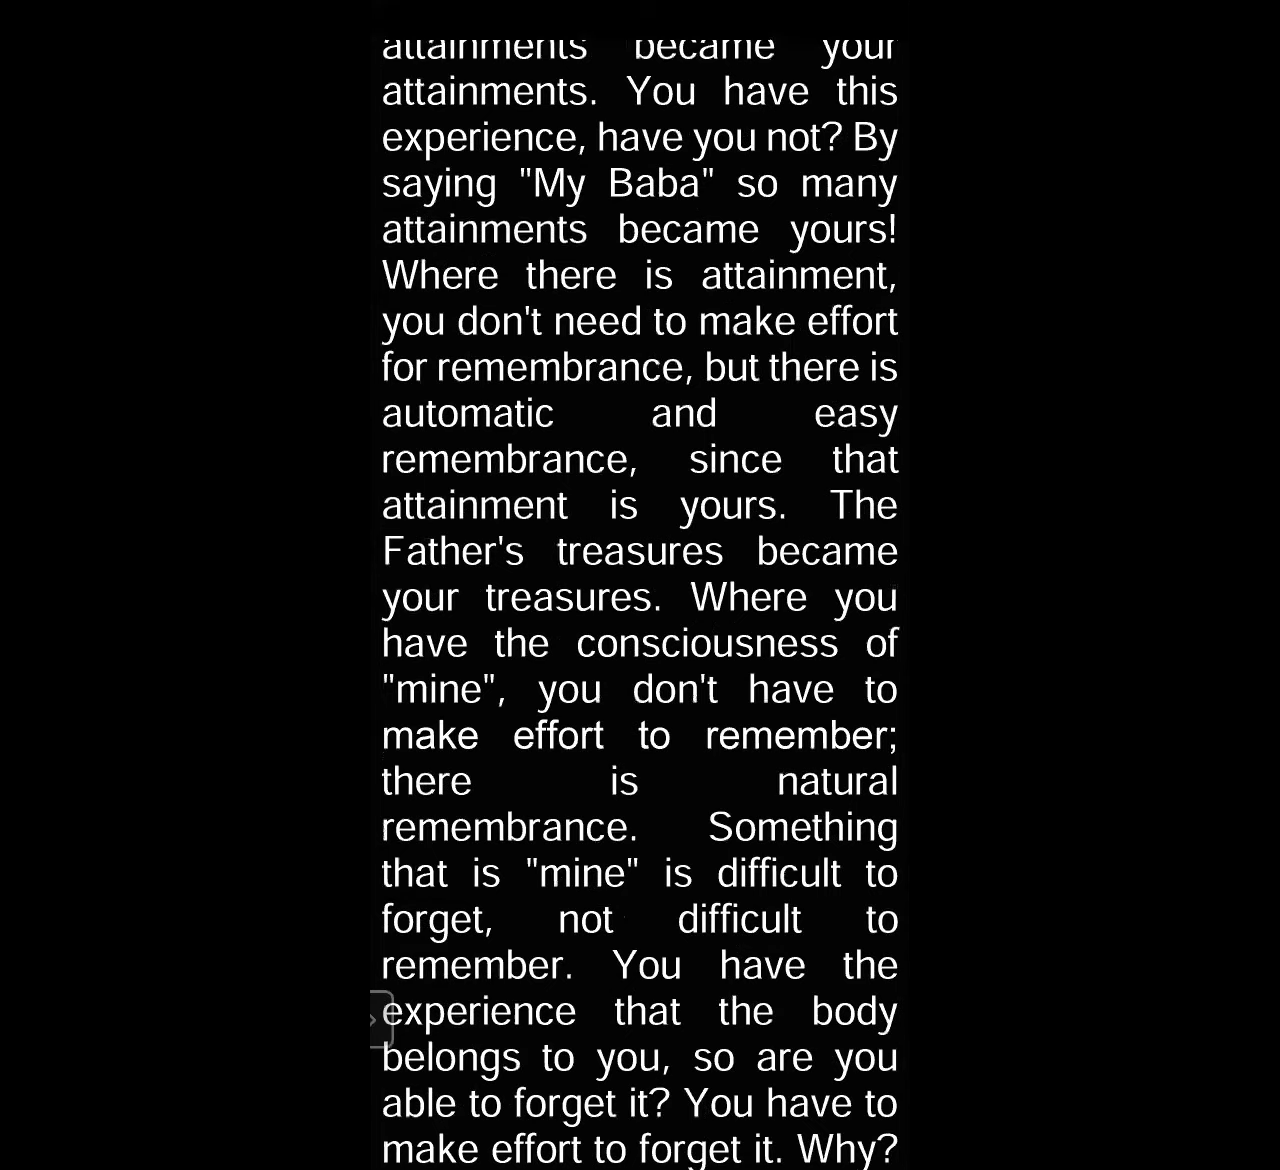 attainments became your
attainments. You have this
experience, have you not? By
saying "My Baba" so many
attainments became yours!
Where there is attainment,
you don't need to make effort
for remembrance, but there is
automatic and easy
remembrance, since that
attainment is yours. The
Father's treasures became
your treasures. Where you
have the consciousness of
"mine", you don't have to
make effort to remember;
there is natural
remembrance. Something
that is "mine" is difficult to
forget, not difficult to
remember. You have the
experience that the body
belongs to you, so are you
able to forget it? You have to
make effort to forget it. Why?